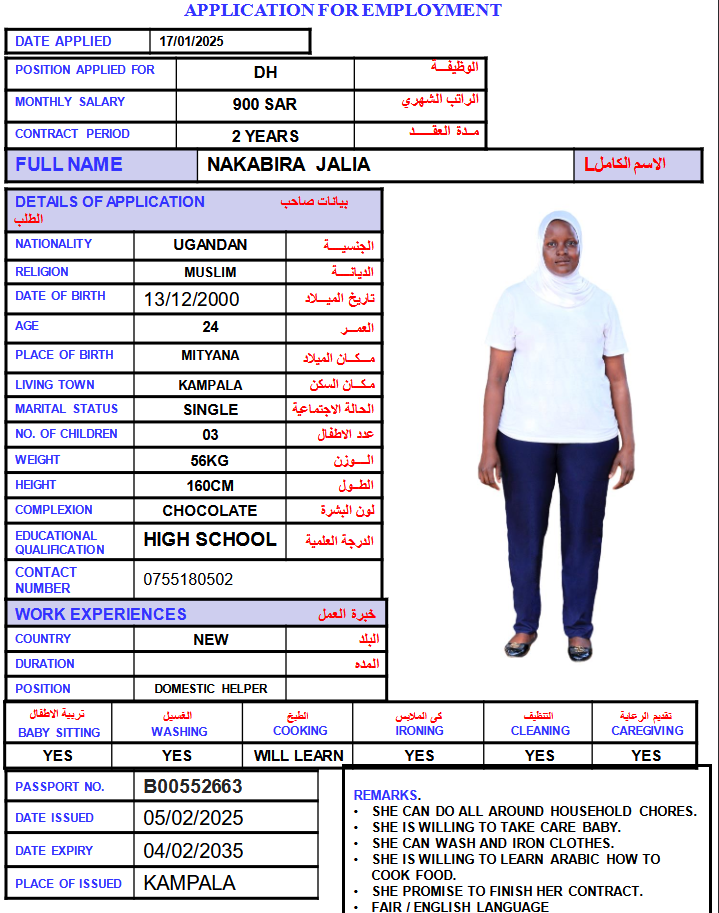 APPLICATION FOR EMPLOYMENT
DATE APPLIED 17/01/2025
POSITION APPLIED FOR DH الوظيفــة
MONTHLY SALARY 900 SAR الراتب الشهري
CONTRACT PERIOD 2 YEARS مـدة العقـــد
FULL NAME NAKABIRA JALIA الاسم الكاملL
DETAILS OF APPLICATION بيانات صاحب
الطلب
NATIONALITY UGANDAN الجنسيـــة
RELIGION MUSLIM الديانـــة
DATE OF BIRTH 13/12/2000 تاريخ الميـــلاد
AGE 24 العمــر
PLACE OF BIRTH MITYANA مــكـان الميلاد
LIVING TOWN KAMPALA مكـان السكن
MARITAL STATUS SINGLE الحالة الاجتماعية
NO. OF CHILDREN 03 عدد الاطفال
WEIGHT 56KG الـــوزن
HEIGHT 160CM الطــول
COMPLEXION CHOCOLATE لون البشرة
EDUCATIONAL
QUALIFICATION HIGH SCHOOL الدرجة العلمية
CONTACT
NUMBER 0755180502
WORK EXPERIENCES خبرة العمل
COUNTRY NEW البلد
DURATION المده
POSITION DOMESTIC HELPER
تربية الاطفال الغسيل الطبخ كي الملابس التنظيف تقديم الرعاية
BABY SITTING WASHING COOKING IRONING CLEANING CAREGIVING
YES YES WILL LEARN YES YES YES
PASSPORT NO. B00552663
DATE ISSUED 05/02/2025
DATE EXPIRY 04/02/2035
PLACE OF ISSUED KAMPALA
REMARKS.
• SHE CAN DO ALL AROUND HOUSEHOLD CHORES.
• SHE IS WILLING TO TAKE CARE BABY.
• SHE CAN WASH AND IRON CLOTHES.
• SHE IS WILLING TO LEARN ARABIC HOW TO
COOK FOOD.
• SHE PROMISE TO FINISH HER CONTRACT.
• FAIR / ENGLISH LANGUAGE